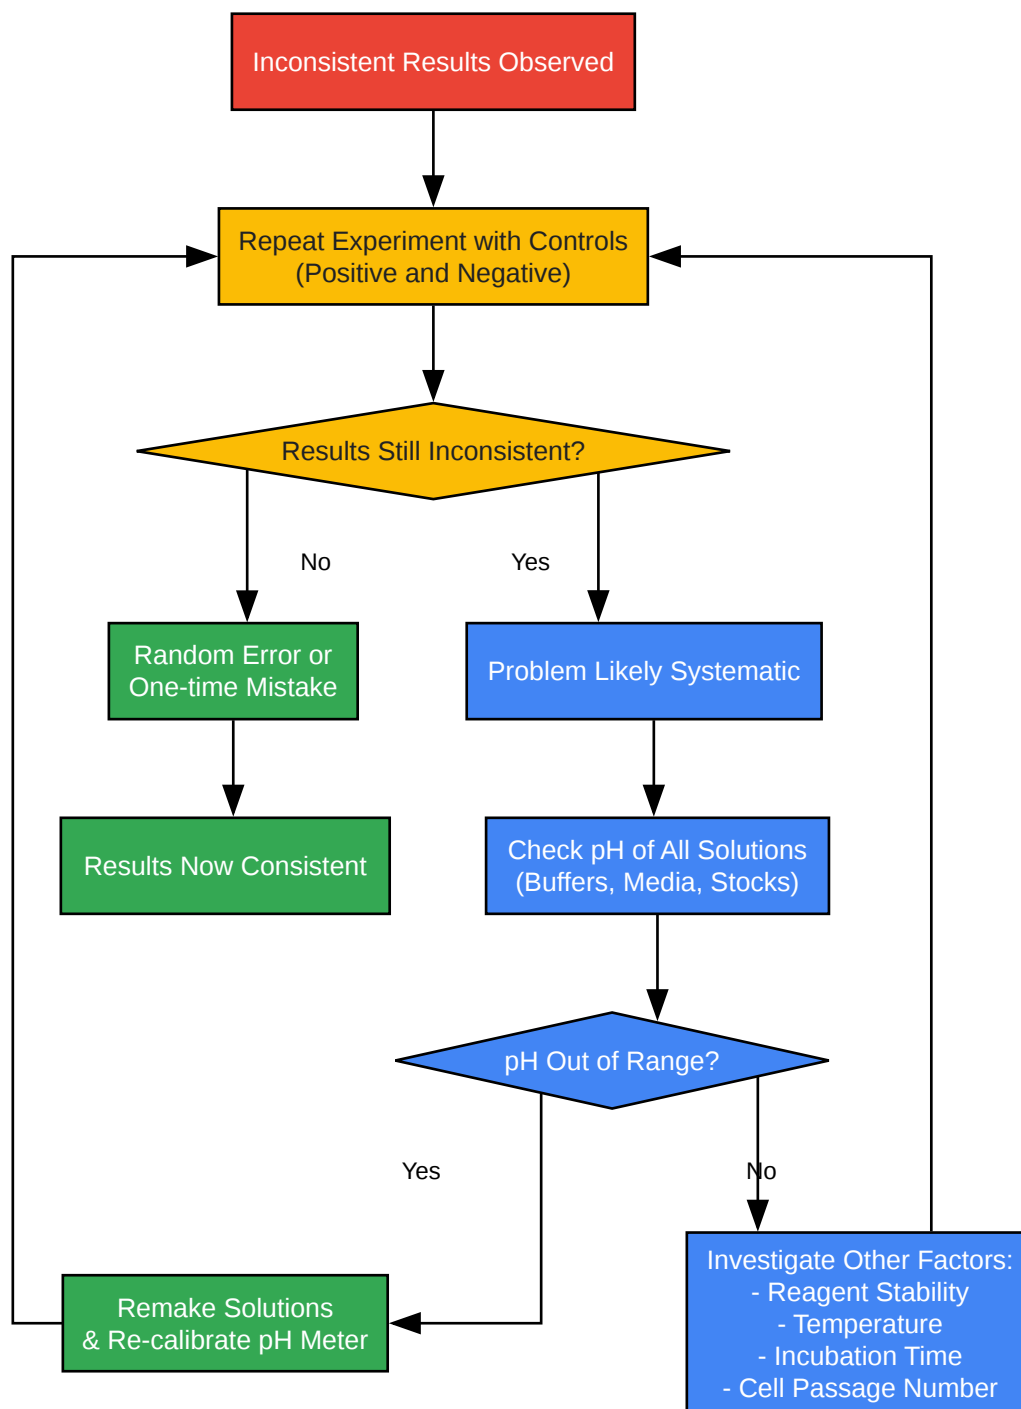 Inconsistent Results Observed
Repeat Experiment with Controls
(Positive and Negative)
Results Still Inconsistent?
No
Yes
Random Error or
One-time Mistake
Problem Likely Systematic
Results Now Consistent
Check pH of All Solutions
(Buffers, Media, Stocks)
pH Out of Range?
Yes
No
Remake Solutions
& Re-calibrate pH Meter
Investigate Other Factors:
- Reagent Stability
- Temperature
- Incubation Time
- Cell Passage Number